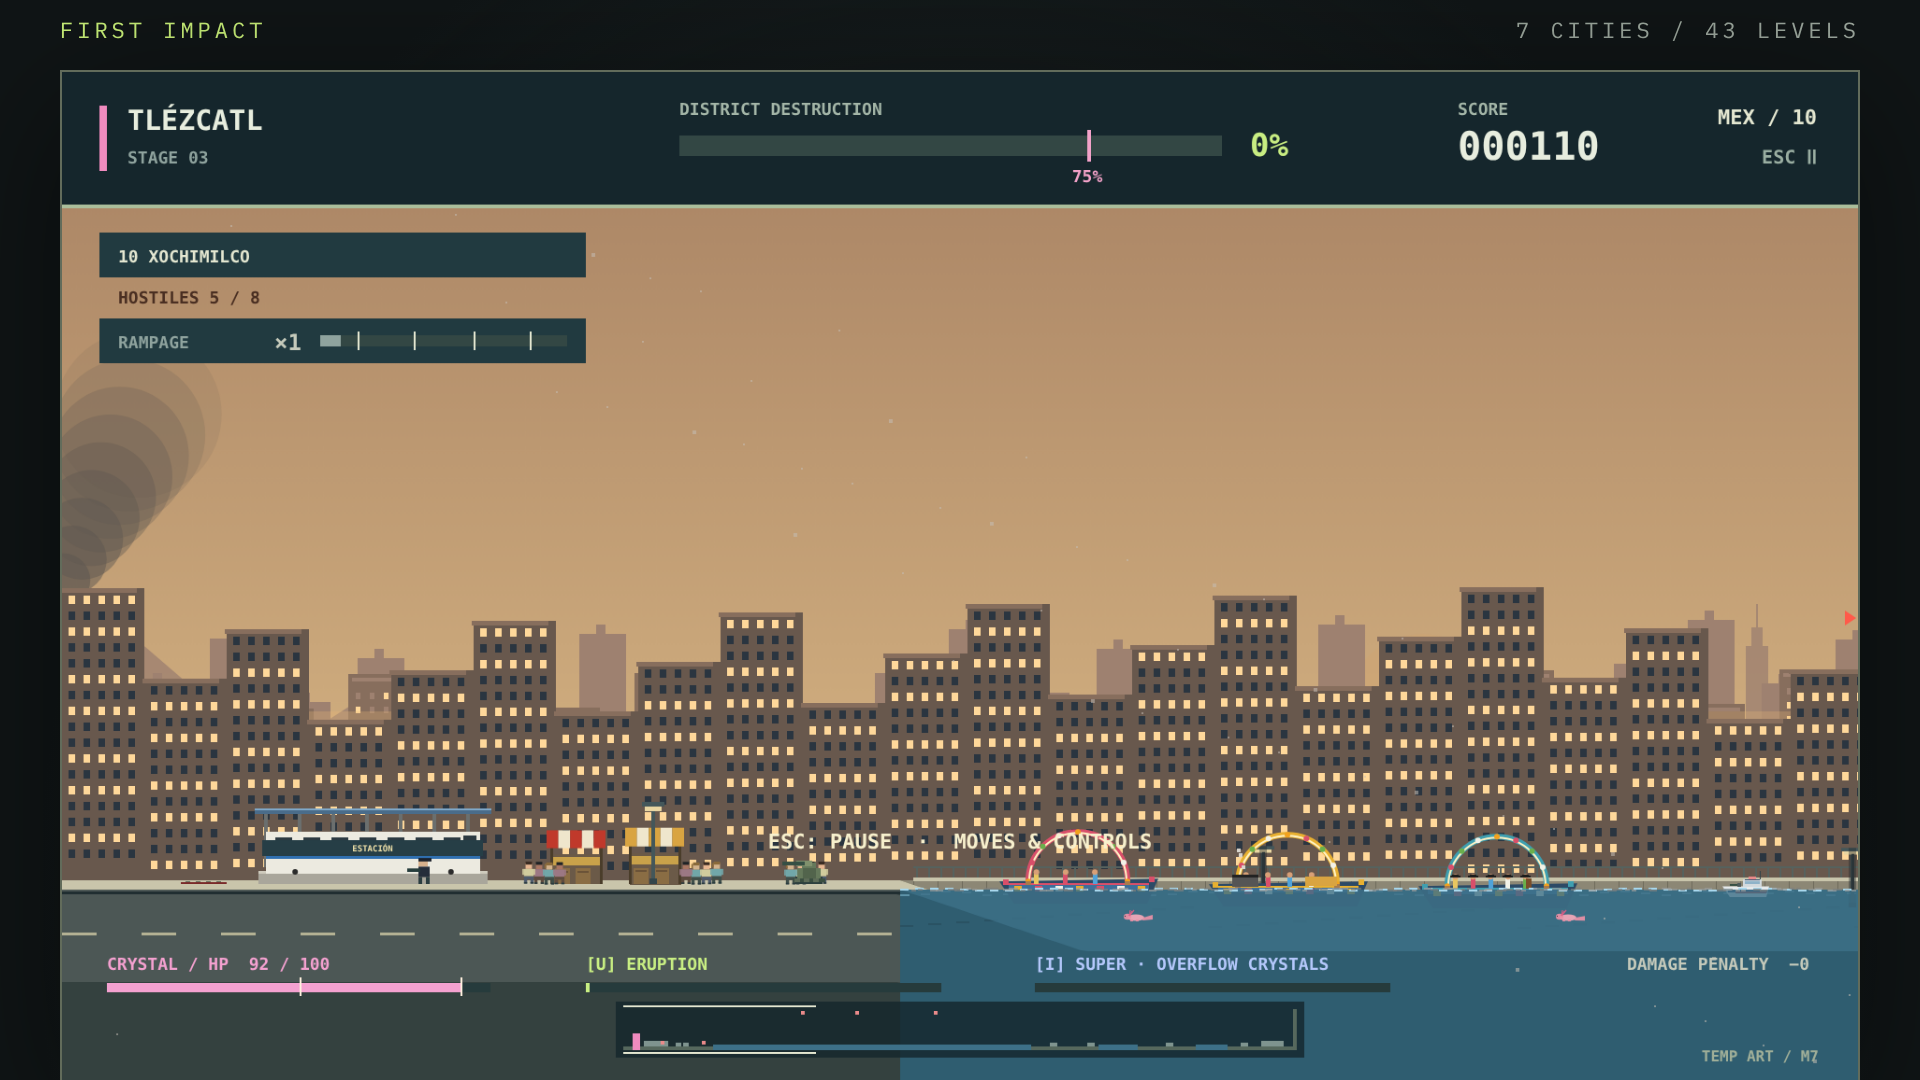 FIRST IMPACT
7 CITIES / 43 LEVELS
TLÉZCATL
STAGE 03
DISTRICT DESTRUCTION
0%
75%
SCORE
000110
MEX / 10
ESC II
10 XOCHIMILCO
HOSTILES 5 / 8
RAMPAGE ×1
ESC: PAUSE · MOVES & CONTROLS
ESTACIÓN
CRYSTAL / HP 92 / 100
[U] ERUPTION
[I] SUPER · OVERFLOW CRYSTALS
DAMAGE PENALTY −0
TEMP ART / M7